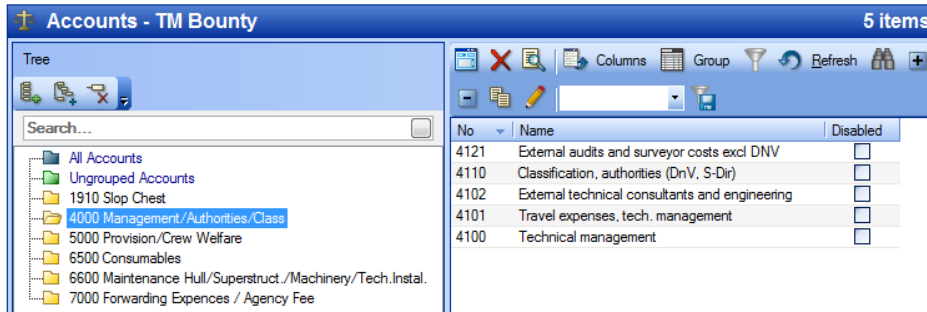 Accounts - TM Bounty
5 items
Tree
Columns
Group
Refresh
Search...
All Accounts
Ungrouped Accounts
1910 Slop Chest
4000 Management/Authorities/Class
5000 Provision/Crew Welfare
6500 Consumables
6600 Maintenance Hull/Superstruct./Machinery/Tech.Instal.
7000 Forwarding Expences / Agency Fee
No Name Disabled
4121 External audits and surveyor costs excl DNV
4110 Classification, authorities (DnV, S-Dir)
4102 External technical consultants and engineering
4101 Travel expenses, tech. management
4100 Technical management